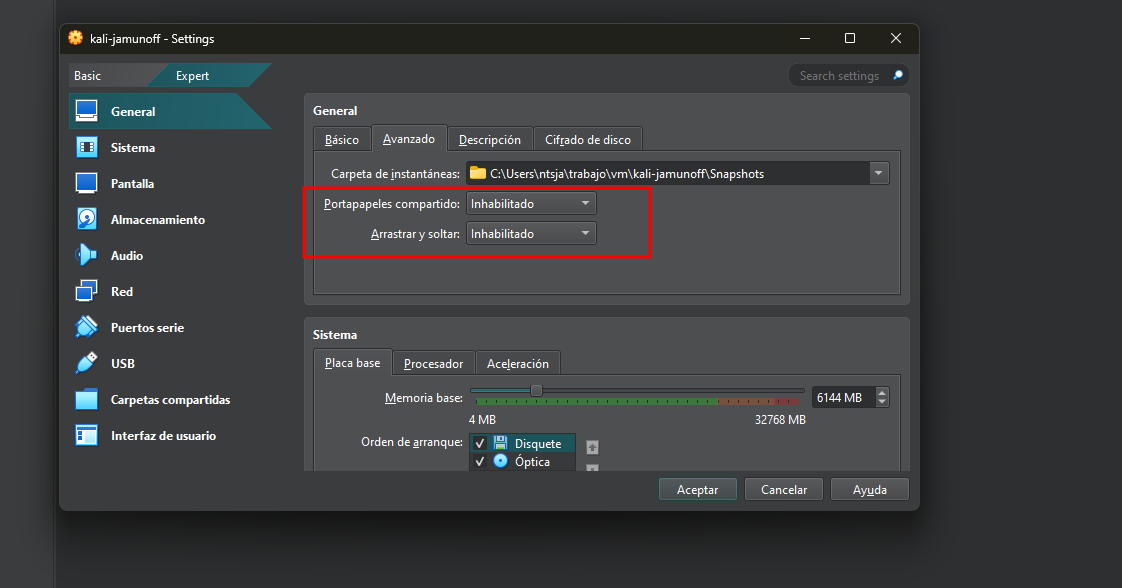 kali-jamunoff - Settings
Basic Expert Search settings
General
Sistema
Pantalla
Almacenamiento
Audio
Red
Puertos serie
USB
Carpetas compartidas
Interfaz de usuario
General
Básico Avanzado Descripción Cifrado de disco
Carpeta de instantáneas: C:\Users\ntsja\trabajo\vm\kali-jamunoff\Snapshots
Portapapeles compartido: Inhabilitado
Arrastrar y soltar: Inhabilitado
Sistema
Placa base Procesador Aceleración
Memoria base: 6144 MB
4 MB 32768 MB
Orden de arranque: Disquete
Óptica
Aceptar Cancelar Ayuda